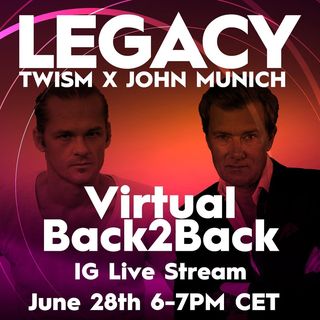 LEGACY
TWISM X JOHN MUNICH
Virtual
Back2Back
IG Live Stream
June 28th 6-7PM CET